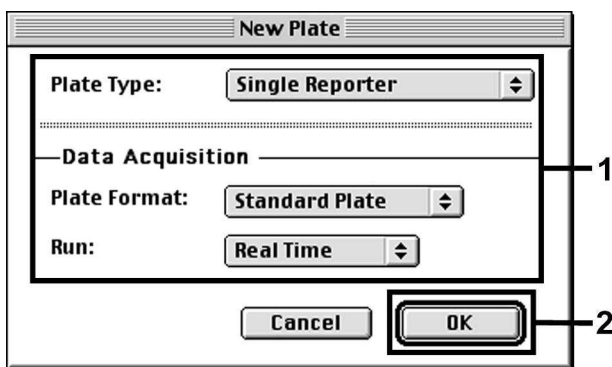 New Plate
Plate Type: Single Reporter
Data Acquisition
1
Plate Format: Standard Plate
Run: Real Time
Cancel OK 2